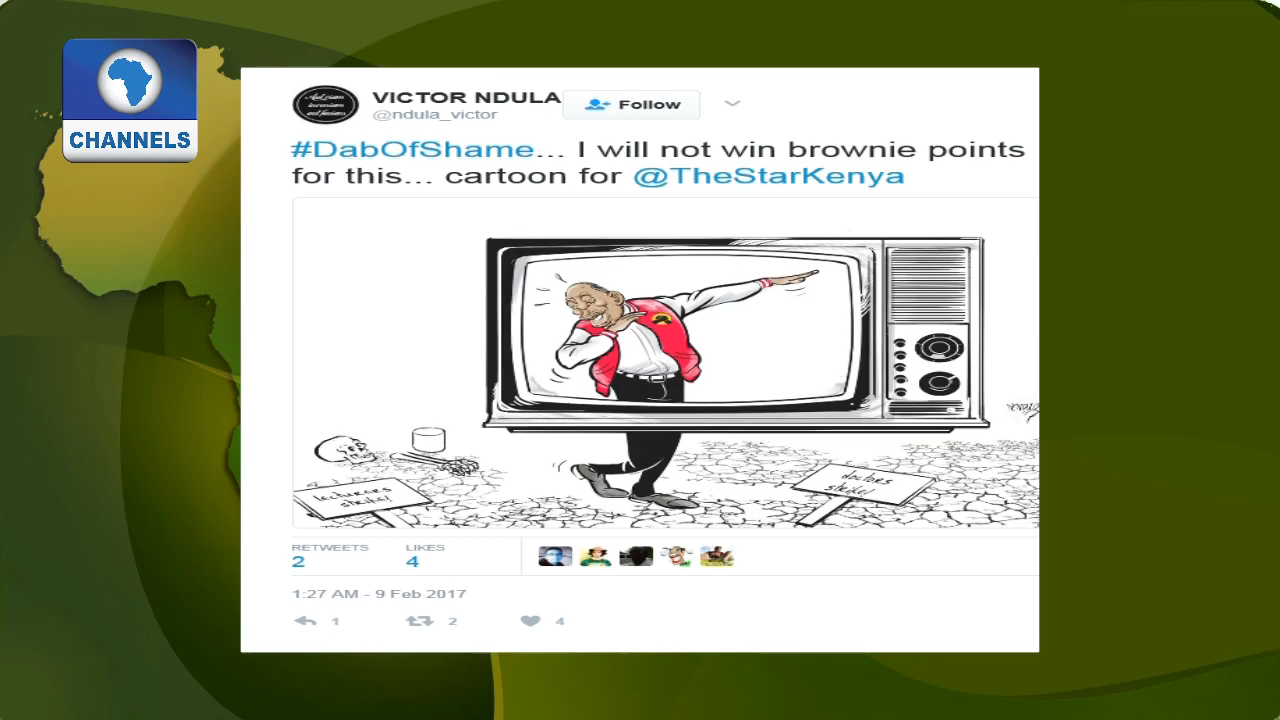 CHANNELS
VICTOR NDULA
@ndula_victor
Follow
#DabOfShame... I will not win brownie points
for this... cartoon for @TheStarKenya
lecturers
strike!
doctors
strike!
RETWEETS
2
LIKES
4
1:27 AM - 9 Feb 2017
1
2
4